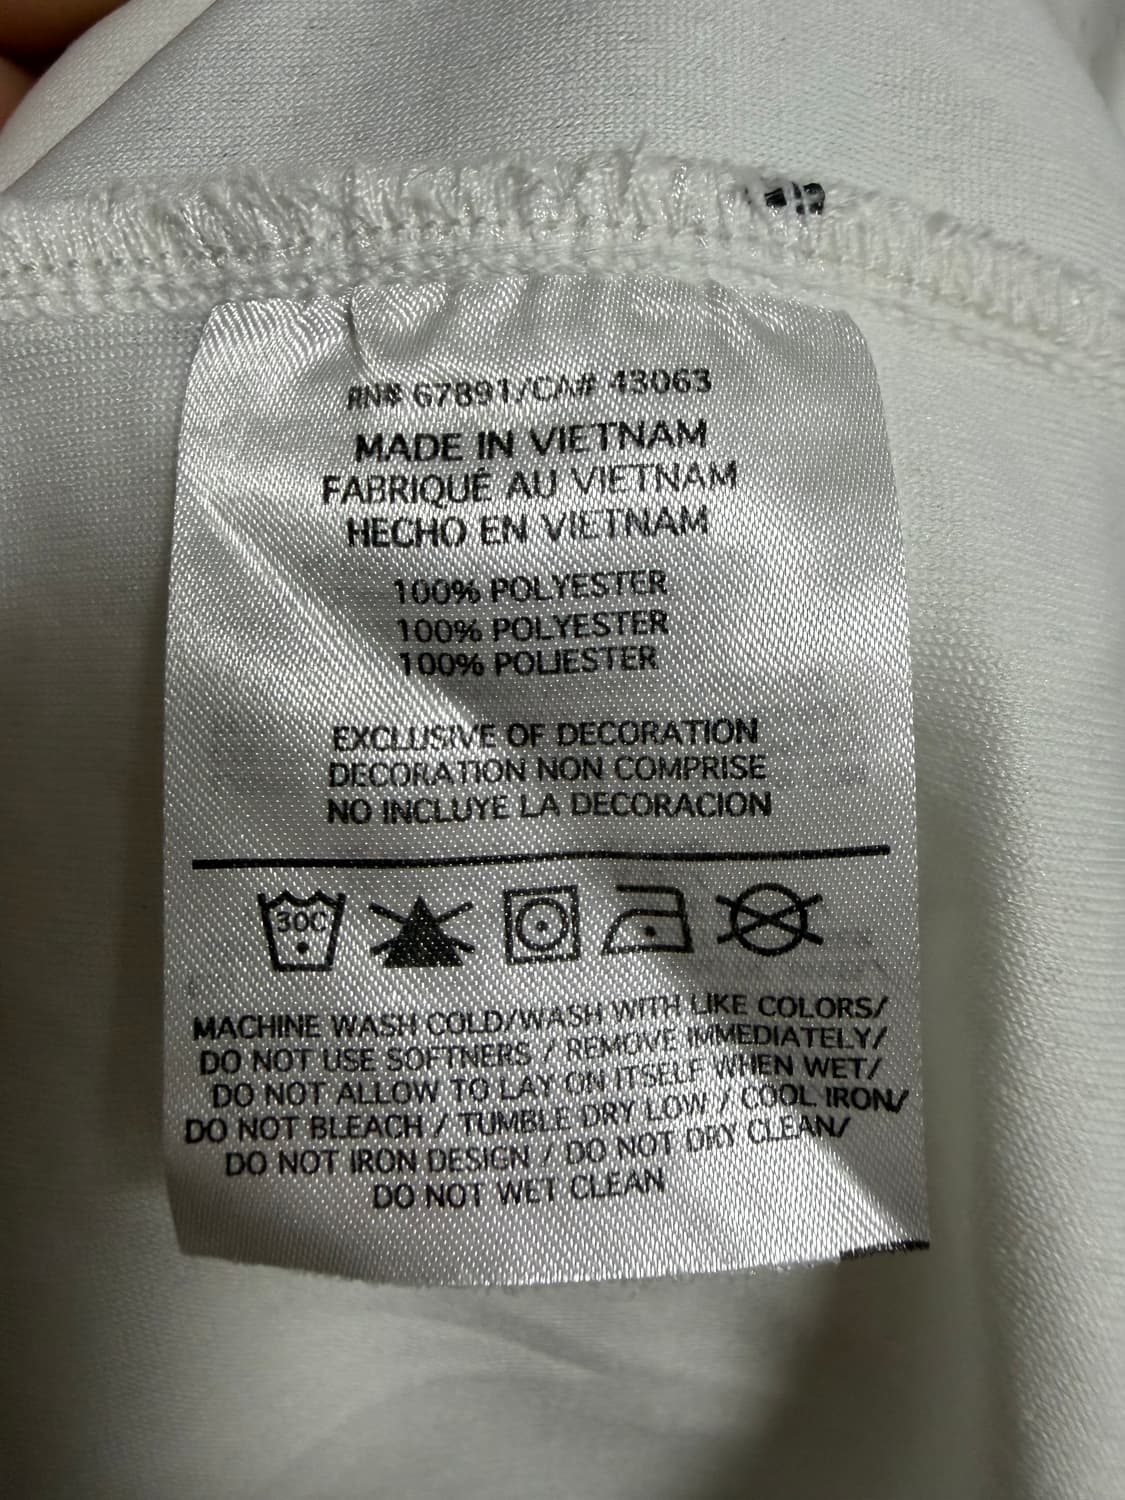 RN# 67891/CA# 43063
MADE IN VIETNAM
FABRIQUÉ AU VIETNAM
HECHO EN VIETNAM
100% POLYESTER
100% POLYESTER
100% POLIESTER
EXCLUSIVE OF DECORATION
DECORATION NON COMPRISE
NO INCLUYE LA DECORACION
30C
MACHINE WASH COLD/WASH WITH LIKE COLORS/
DO NOT USE SOFTNERS / REMOVE IMMEDIATELY/
DO NOT ALLOW TO LAY ON ITSELF WHEN WET/
DO NOT BLEACH / TUMBLE DRY LOW / COOL IRON/
DO NOT IRON DESIGN / DO NOT DRY CLEAN/
DO NOT WET CLEAN